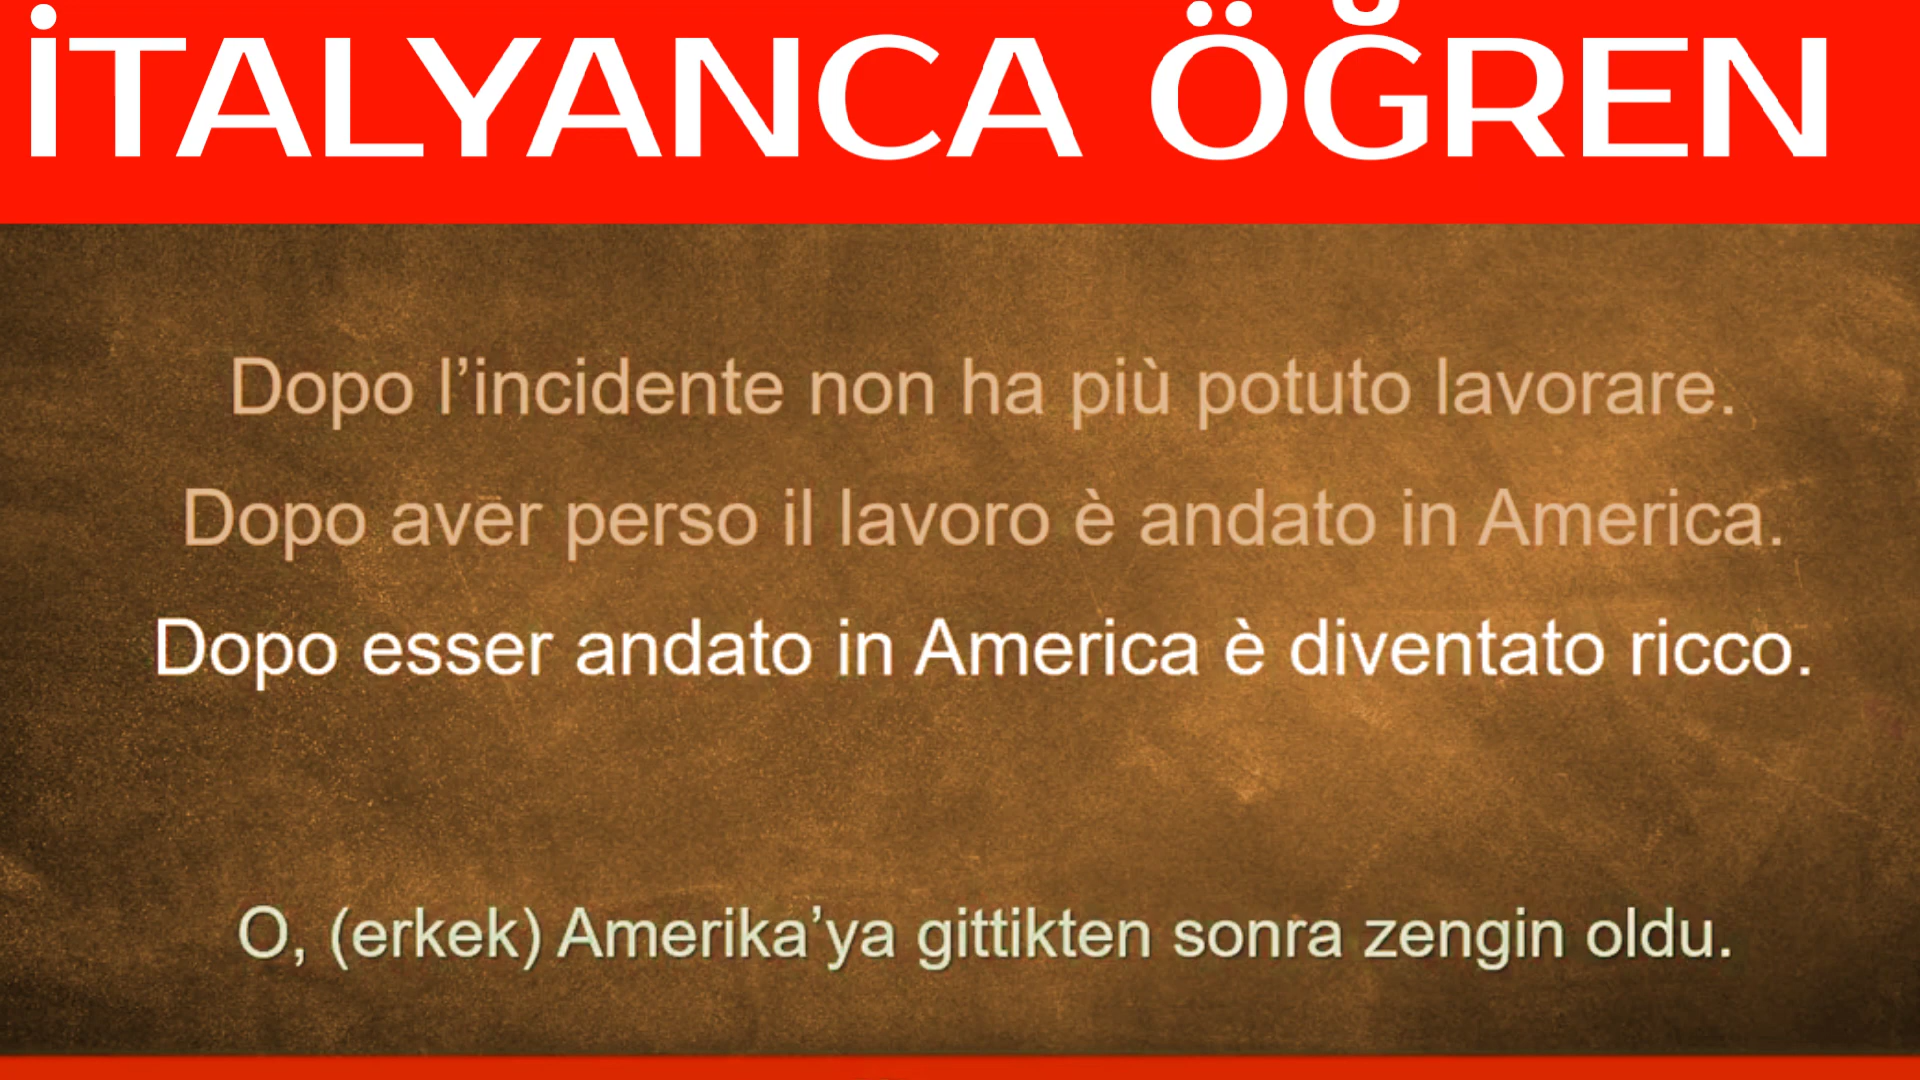 İTALYANCA ÖĞREN
Dopo l’incidente non ha più potuto lavorare.
Dopo aver perso il lavoro è andato in America.
Dopo esser andato in America è diventato ricco.
O, (erkek) Amerika’ya gittikten sonra zengin oldu.